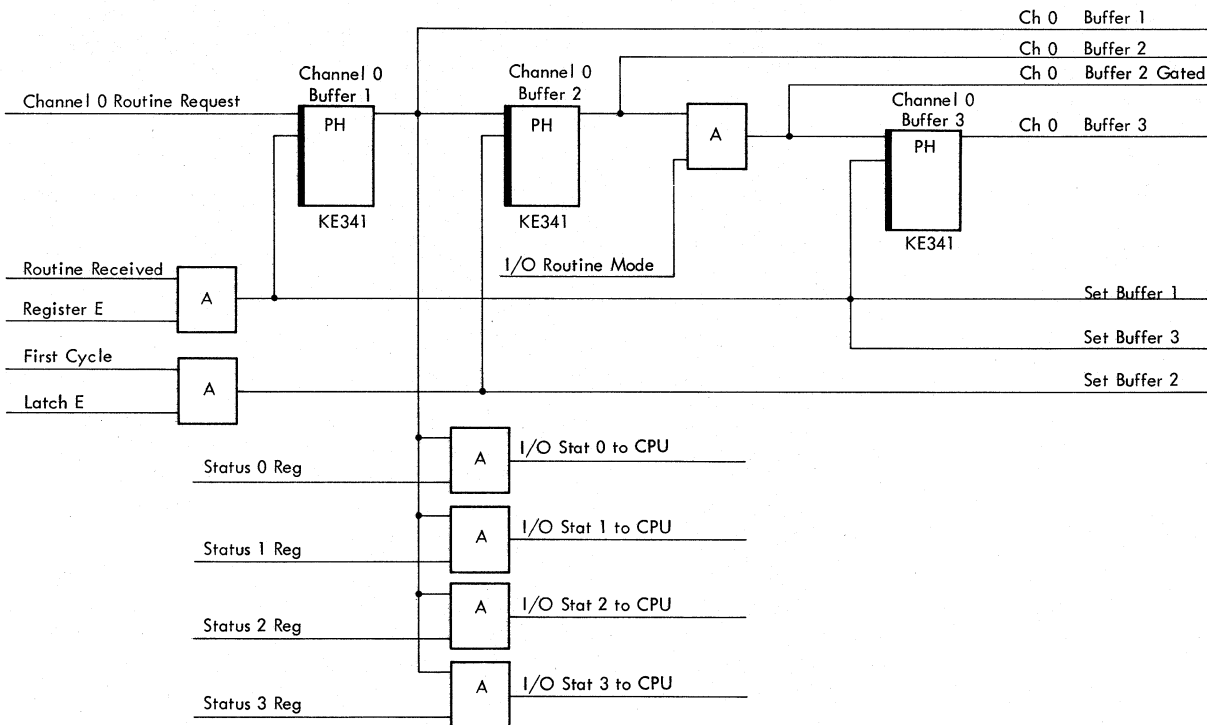 Ch 0 Buffer 1
Ch 0 Buffer 2
Ch 0 Buffer 2 Gated
Channel 0
Buffer 1
Channel 0
Buffer 2
Channel 0
Buffer 3
Channel 0 Routine Request
PH
PH
A
PH
Ch 0 Buffer 3
KE341
KE341
KE341
I/O Routine Mode
Routine Received
A
Register E
Set Buffer 1
Set Buffer 3
First Cycle
A
Latch E
Set Buffer 2
I/O Stat 0 to CPU
A
Status 0 Reg
I/O Stat 1 to CPU
A
Status 1 Reg
I/O Stat 2 to CPU
A
Status 2 Reg
I/O Stat 3 to CPU
A
Status 3 Reg